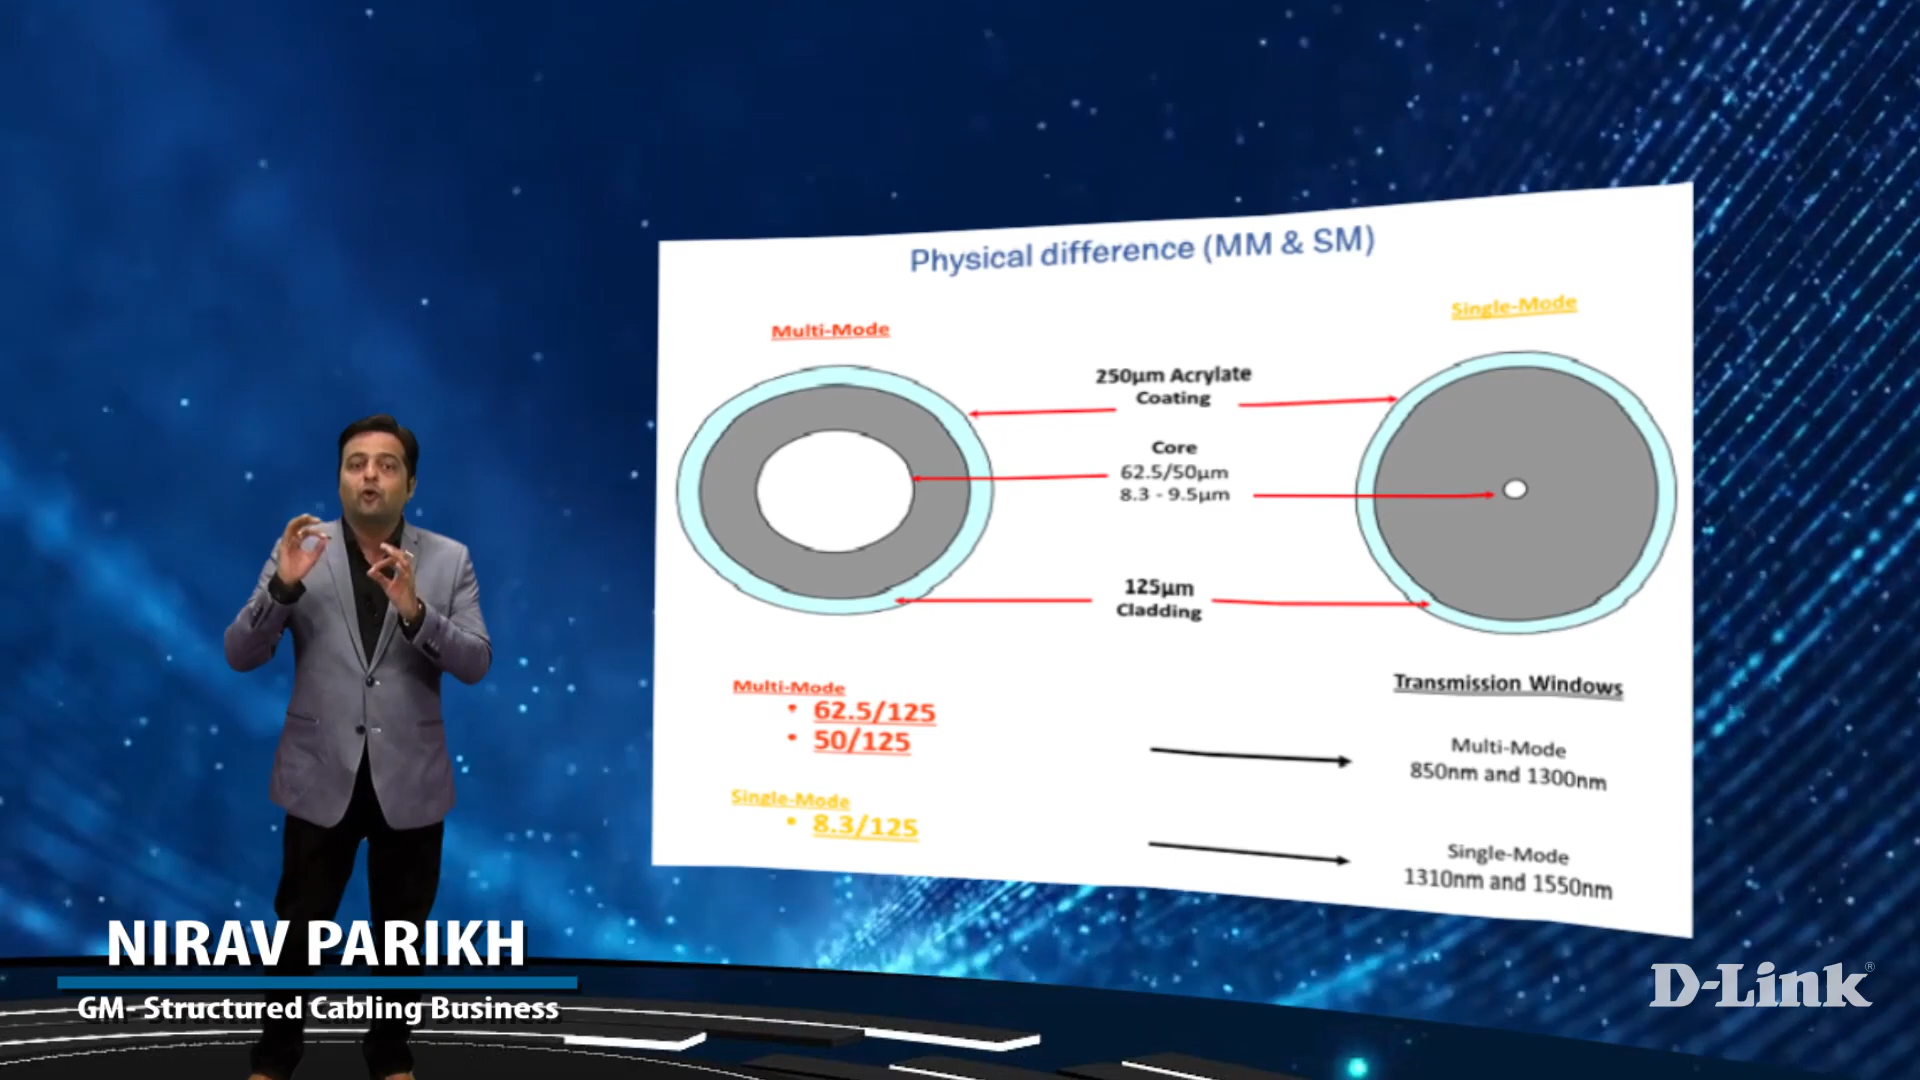 Physical difference (MM & SM)
Multi-Mode
Single-Mode
250µm Acrylate
Coating
Core
62.5/50µm
8.3 - 9.5µm
125µm
Cladding
Multi-Mode
• 62.5/125
• 50/125
Single-Mode
• 8.3/125
Transmission Windows
Multi-Mode
850nm and 1300nm
Single-Mode
1310nm and 1550nm
NIRAV PARIKH
GM- Structured Cabling Business
D-Link®